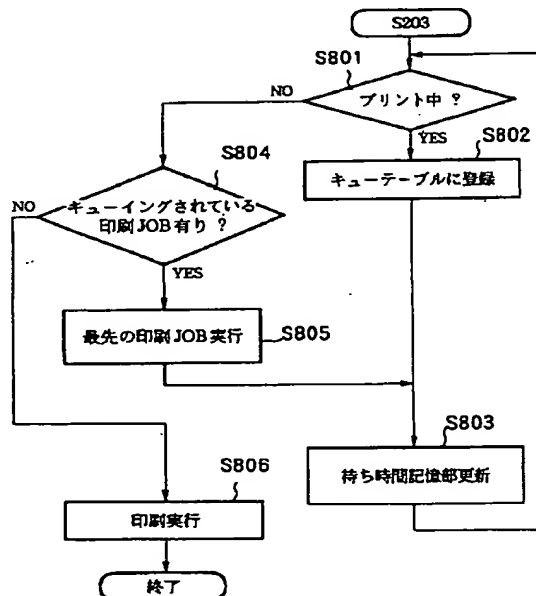 S203
S801
プリント中 ?
NO
YES
S802
キューテーブルに登録
S804
キューイングされている
印刷JOB有り ?
NO
YES
最先の印刷JOB実行
S805
S803
待ち時間記憶部更新
S806
印刷実行
終了